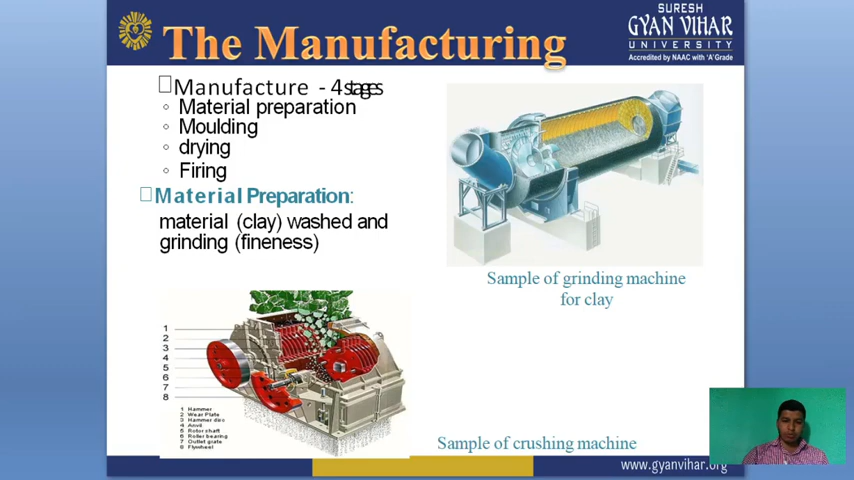 SURESH
GYAN VIHAR
UNIVERSITY
Accredited by NAAC with 'A' Grade
The Manufacturing
Manufacture - 4 stages
Material preparation
Moulding
drying
Firing
Material Preparation:
material (clay) washed and
grinding (fineness)
Sample of grinding machine
for clay
1
2
3
4
5
6
7
8
1 Hammer
2 Wear Plate
3 Hammer disc
4 Anvil
5 Rotor shaft
6 Roller bearing
7 Outlet grate
8 Flywheel
Sample of crushing machine
www.gyanvihar.org